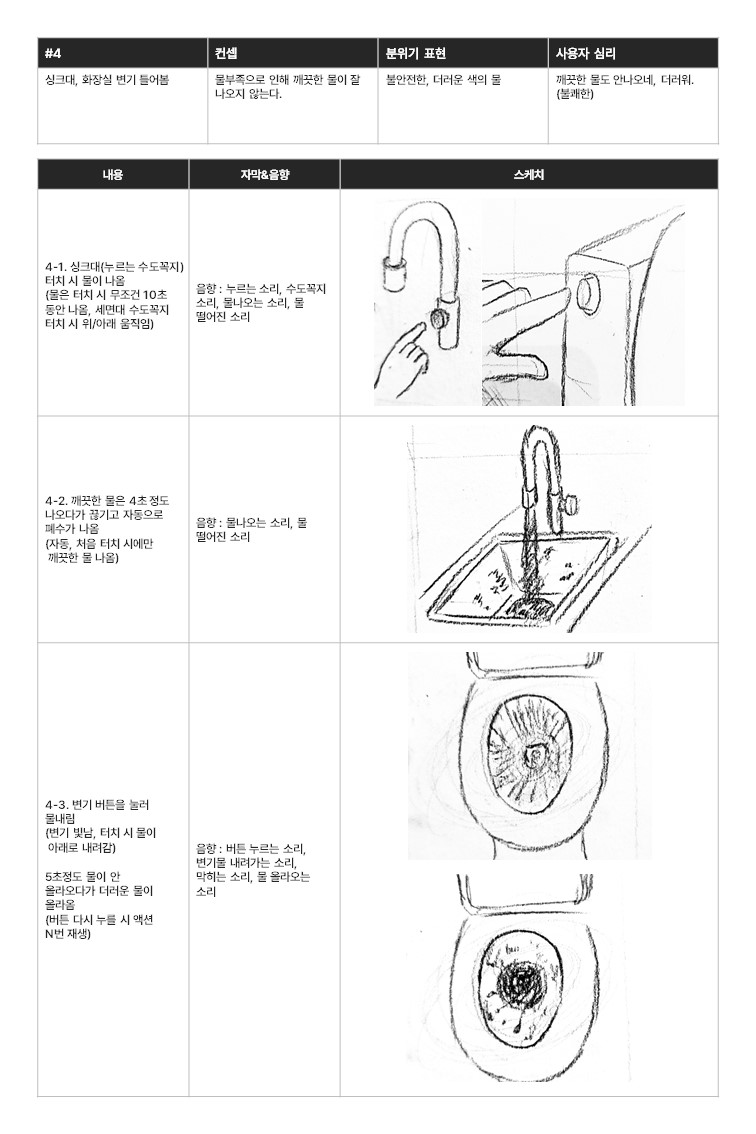 #4
컨셉
분위기 표현
사용자 심리
싱크대, 화장실 변기 틀어봄
물부족으로 인해 깨끗한 물이 잘
나오지 않는다.
불안전한, 더러운 색의 물
깨끗한 물도 안나오네, 더러워.
(불쾌한)
내용
자막&음향
스케치
4-1. 싱크대(누르는 수도꼭지)
터치 시 물이 나옴
(물은 터치 시 무조건 10초
동안 나옴, 세면대 수도꼭지
터치 시 위/아래 움직임)
음향 : 누르는 소리, 수도꼭지
소리, 물나오는 소리, 물
떨어진 소리
4-2. 깨끗한 물은 4초 정도
나오다가 끊기고 자동으로
폐수가 나옴
(자동, 처음 터치 시에만
깨끗한 물 나옴)
음향 : 물나오는 소리, 물
떨어진 소리
4-3. 변기 버튼을 눌러
물내림
(변기 빛남, 터치 시 물이
아래로 내려감)
5초정도 물이 안
올라오다가 더러운 물이
올라옴
(버튼 다시 누를 시 액션
N번 재생)
음향 : 버튼 누르는 소리,
변기물 내려가는 소리,
막히는 소리, 물 올라오는
소리